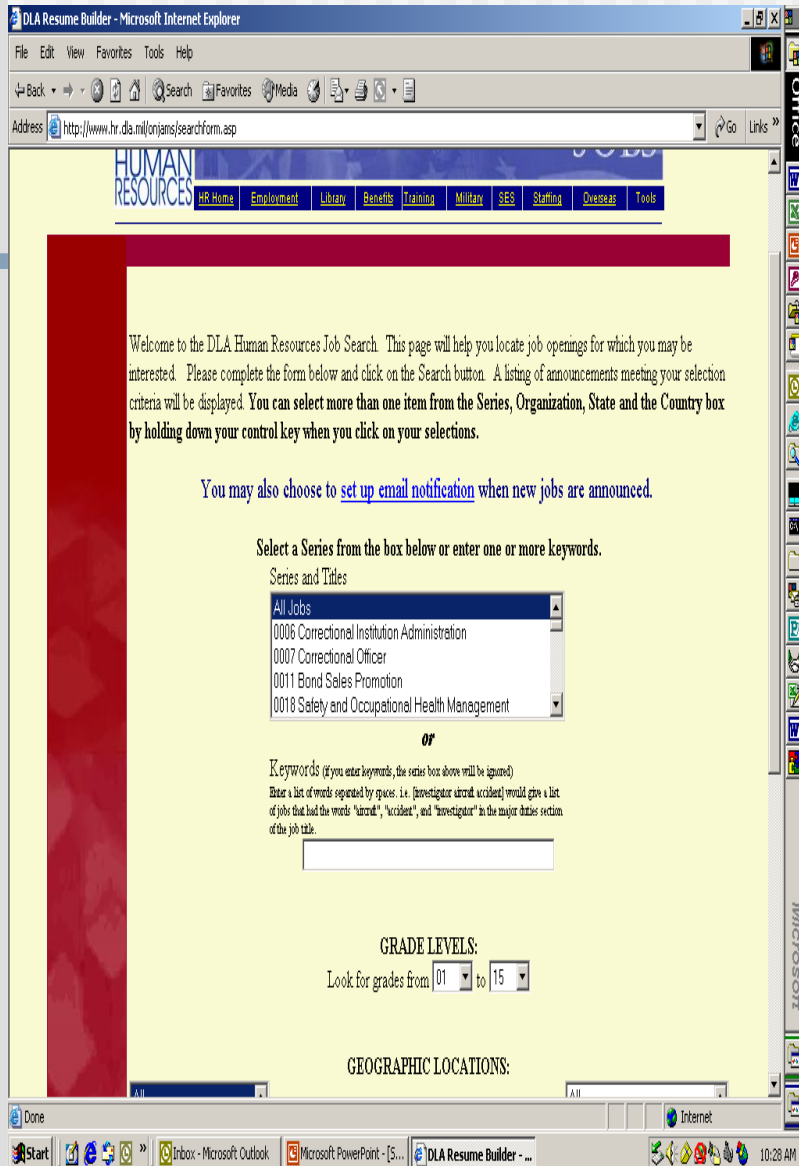 DLA Resume Builder - Microsoft Internet Explorer
File Edit View Favorites Tools Help
Back Search Favorites Media
Address http://www.hr.dla.mil/onjams/searchform.asp Go Links »
HUMAN
RESOURCES
JOBS
HR Home Employment Library Benefits Training Military SES Staffing Overseas Tools
Welcome to the DLA Human Resources Job Search. This page will help you locate job openings for which you may be
interested. Please complete the form below and click on the Search button. A listing of announcements meeting your selection
criteria will be displayed. You can select more than one item from the Series, Organization, State and the Country box
by holding down your control key when you click on your selections.
You may also choose to set up email notification when new jobs are announced.
Select a Series from the box below or enter one or more keywords.
Series and Titles
All Jobs
0006 Correctional Institution Administration
0007 Correctional Officer
0011 Bond Sales Promotion
0018 Safety and Occupational Health Management
or
Keywords (if you enter keywords, the series box above will be ignored)
Enter a list of words separated by spaces. i.e. [investigator aircraft accident] would give a list
of jobs that had the words "aircraft", "accident", and "investigator" in the major duties section
of the job title.
GRADE LEVELS:
Look for grades from 01 to 15
GEOGRAPHIC LOCATIONS:
Done Internet
Start » Inbox - Microsoft Outlook Microsoft PowerPoint - [S... DLA Resume Builder - ... 10:28 AM
Office
Microsoft